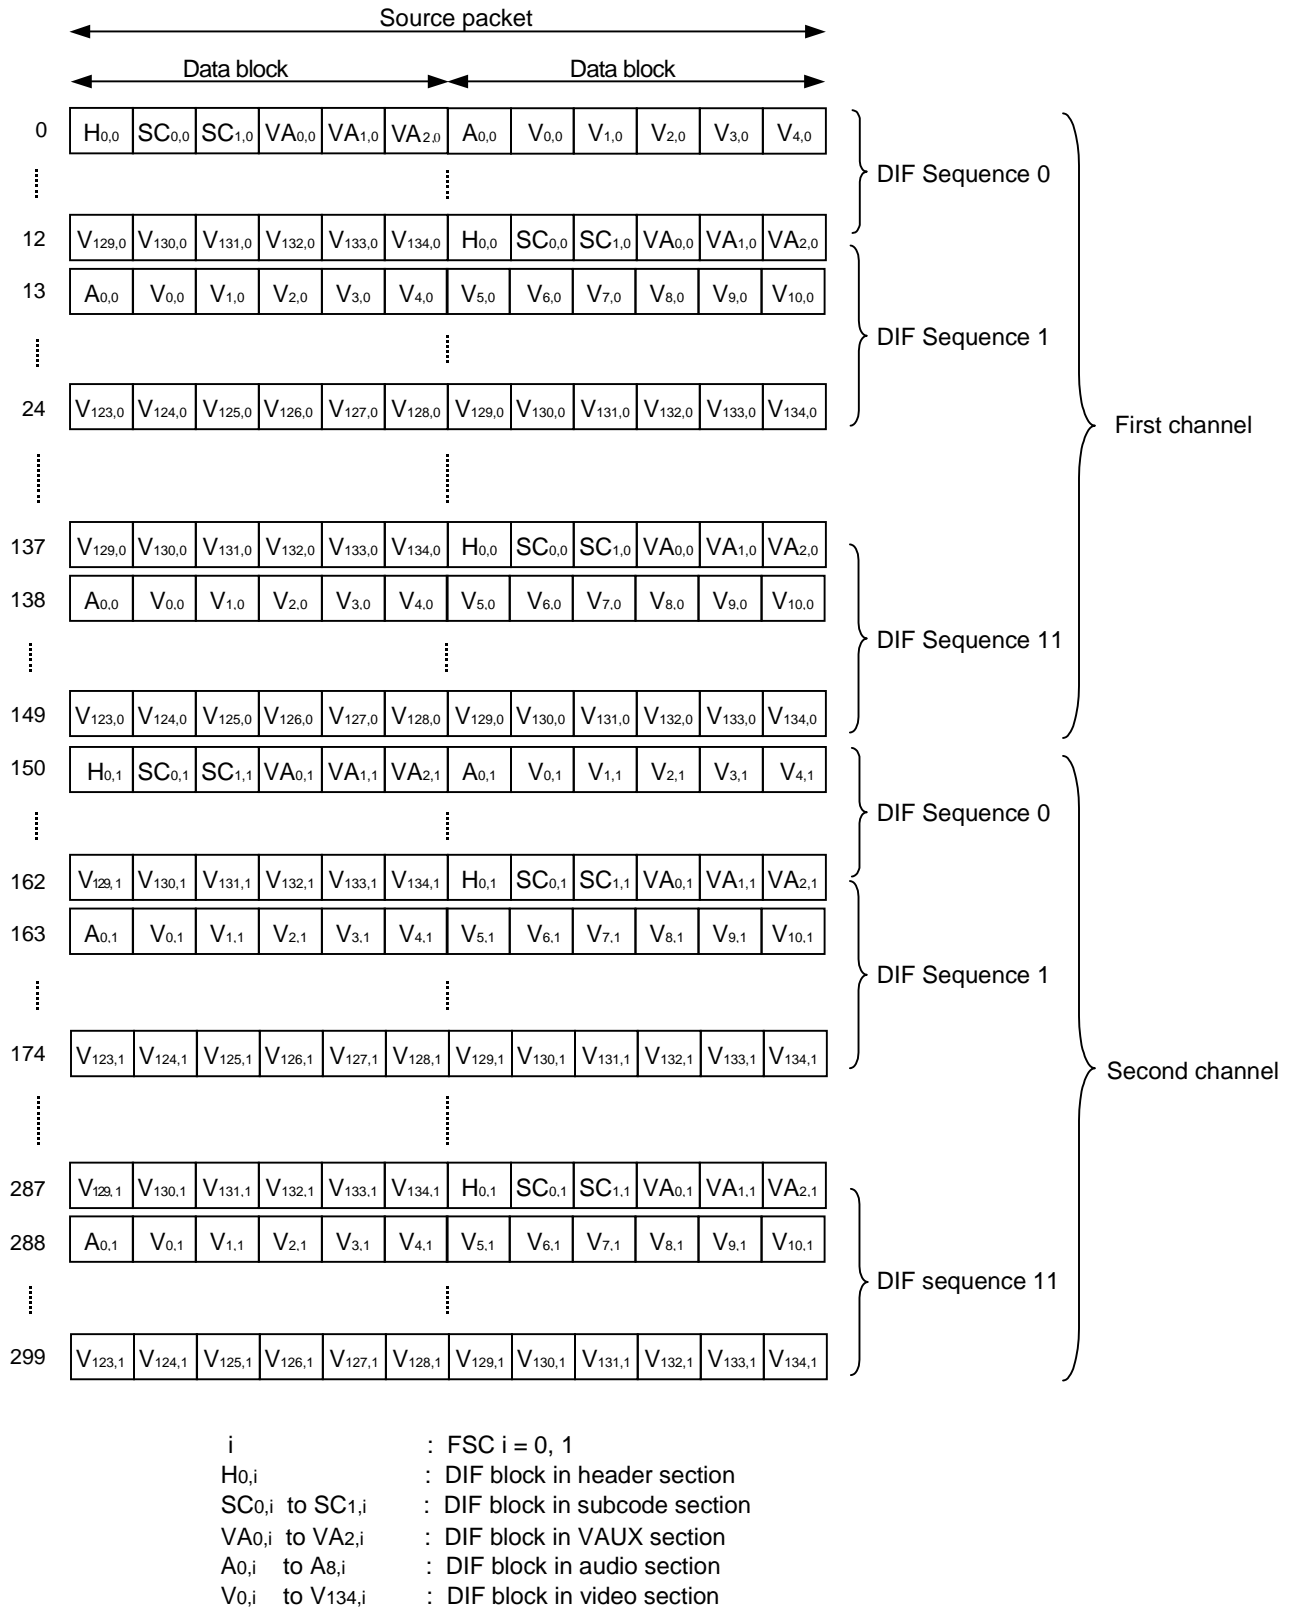 Source packet
Data block Data block
0 H0,0 SC0,0 SC1,0 VA0,0 VA1,0 VA2,0 A0,0 V0,0 V1,0 V2,0 V3,0 V4,0
DIF Sequence 0
12 V129,0 V130,0 V131,0 V132,0 V133,0 V134,0 H0,0 SC0,0 SC1,0 VA0,0 VA1,0 VA2,0
13 A0,0 V0,0 V1,0 V2,0 V3,0 V4,0 V5,0 V6,0 V7,0 V8,0 V9,0 V10,0
DIF Sequence 1
24 V123,0 V124,0 V125,0 V126,0 V127,0 V128,0 V129,0 V130,0 V131,0 V132,0 V133,0 V134,0
First channel
137 V129,0 V130,0 V131,0 V132,0 V133,0 V134,0 H0,0 SC0,0 SC1,0 VA0,0 VA1,0 VA2,0
138 A0,0 V0,0 V1,0 V2,0 V3,0 V4,0 V5,0 V6,0 V7,0 V8,0 V9,0 V10,0
DIF Sequence 11
149 V123,0 V124,0 V125,0 V126,0 V127,0 V128,0 V129,0 V130,0 V131,0 V132,0 V133,0 V134,0
150 H0,1 SC0,1 SC1,1 VA0,1 VA1,1 VA2,1 A0,1 V0,1 V1,1 V2,1 V3,1 V4,1
DIF Sequence 0
162 V129,1 V130,1 V131,1 V132,1 V133,1 V134,1 H0,1 SC0,1 SC1,1 VA0,1 VA1,1 VA2,1
163 A0,1 V0,1 V1,1 V2,1 V3,1 V4,1 V5,1 V6,1 V7,1 V8,1 V9,1 V10,1
DIF Sequence 1
174 V123,1 V124,1 V125,1 V126,1 V127,1 V128,1 V129,1 V130,1 V131,1 V132,1 V133,1 V134,1
Second channel
287 V129,1 V130,1 V131,1 V132,1 V133,1 V134,1 H0,1 SC0,1 SC1,1 VA0,1 VA1,1 VA2,1
288 A0,1 V0,1 V1,1 V2,1 V3,1 V4,1 V5,1 V6,1 V7,1 V8,1 V9,1 V10,1
DIF sequence 11
299 V123,1 V124,1 V125,1 V126,1 V127,1 V128,1 V129,1 V130,1 V131,1 V132,1 V133,1 V134,1
i : FSC i = 0, 1
H0,i : DIF block in header section
SC0,i to SC1,i : DIF block in subcode section
VA0,i to VA2,i : DIF block in VAUX section
A0,i to A8,i : DIF block in audio section
V0,i to V134,i : DIF block in video section